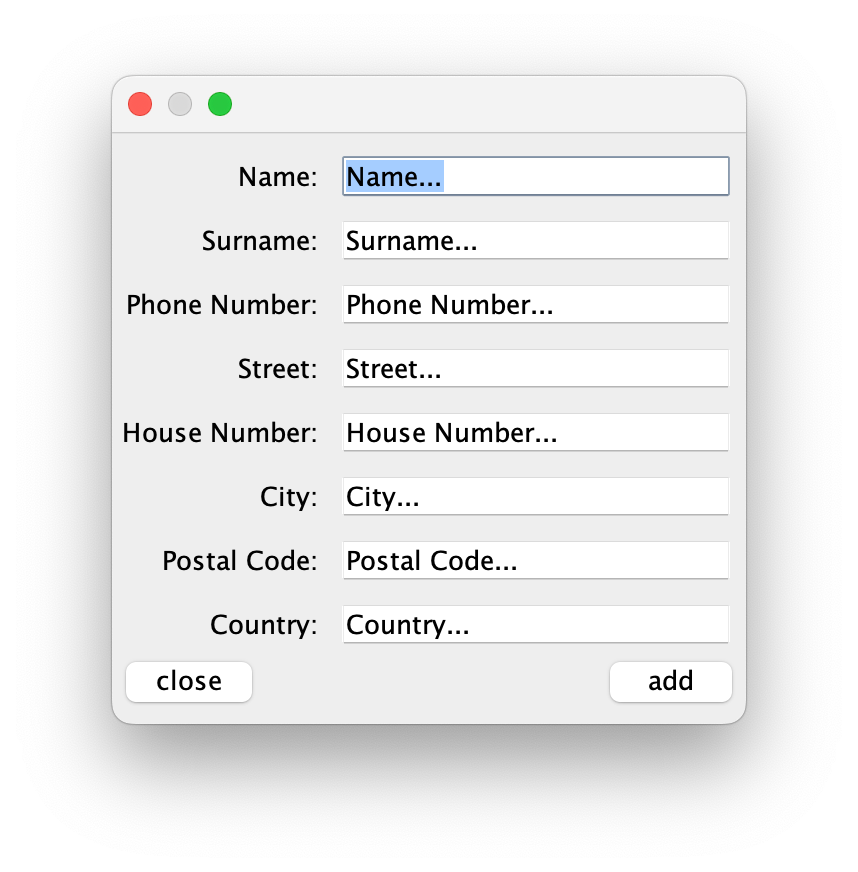 Name: Name...
Surname: Surname...
Phone Number: Phone Number...
Street: Street...
House Number: House Number...
City: City...
Postal Code: Postal Code...
Country: Country...
close add